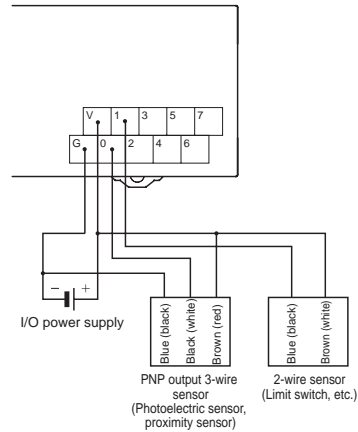 V 1 3 5 7
G 0 2 4 6
− +
I/O power supply
Blue (black)
Black (white)
Brown (red)
Blue (black)
Brown (white)
PNP output 3-wire
sensor
(Photoelectric sensor,
proximity sensor)
2-wire sensor
(Limit switch, etc.)